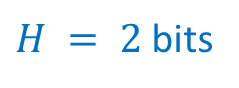 H = 2 bits